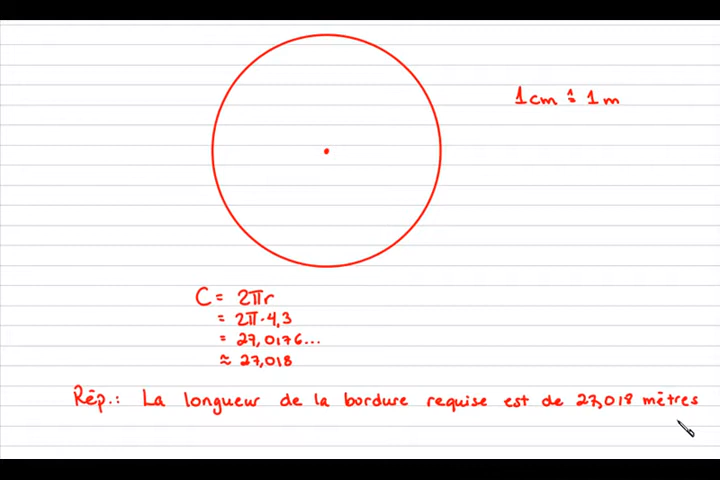 1cm ≙ 1m
C = 2πr
= 2π·4,3
= 27,0176...
≈ 27,018
Rép.: La longueur de la bordure requise est de 27,018 mètres